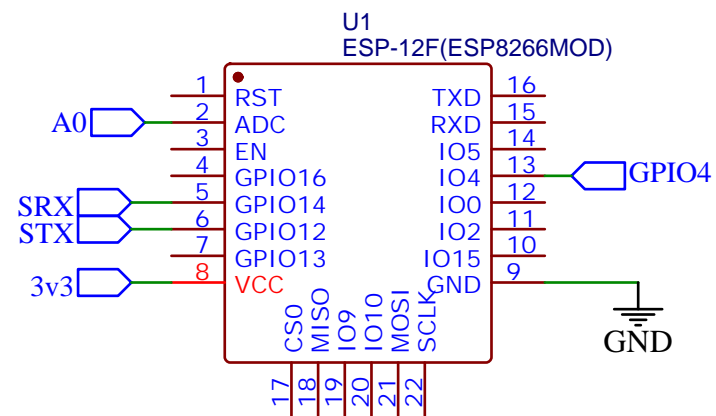 U1
ESP-12F(ESP8266MOD)
1 RST TXD 16
A0 2 ADC RXD 15
3 EN IO5 14
4 GPIO16 IO4 13 GPIO4
SRX 5 GPIO14 IO0 12
STX 6 GPIO12 IO2 11
7 GPIO13 IO15 10
3v3 8 VCC GND 9
GND
CS0 MISO IO9 IO10 MOSI SCLK
17 18 19 20 21 22